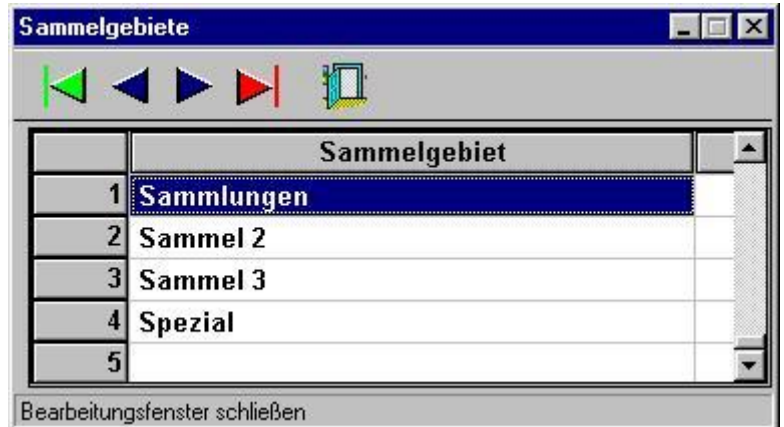 Sammelgebiete
Sammelgebiet
1 Sammlungen
2 Sammel 2
3 Sammel 3
4 Spezial
5
Bearbeitungsfenster schließen